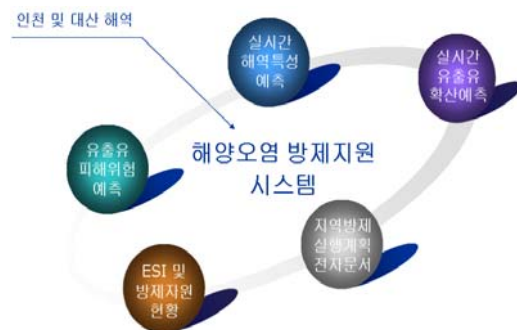 인천 및 대산 해역
실시간
해역특성
예측
실시간
유출유
확산예측
유출유
피해위험
예측
해양오염 방제지원
시스템
지역방제
실행계획
전자문서
ESI 및
방제자원
현황